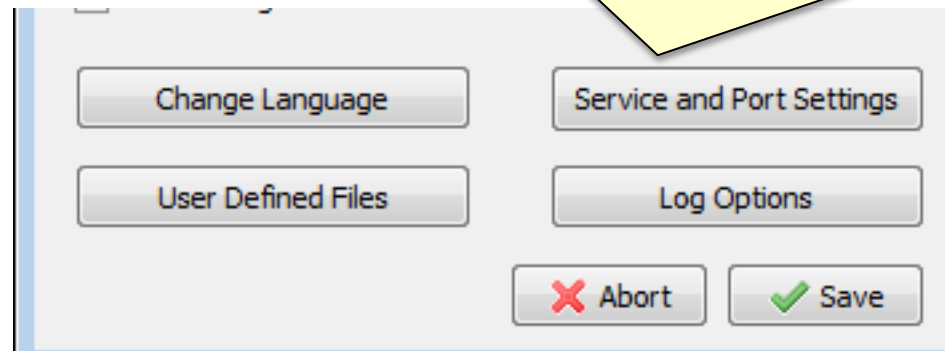 Change Language
Service and Port Settings
User Defined Files
Log Options
Abort
Save